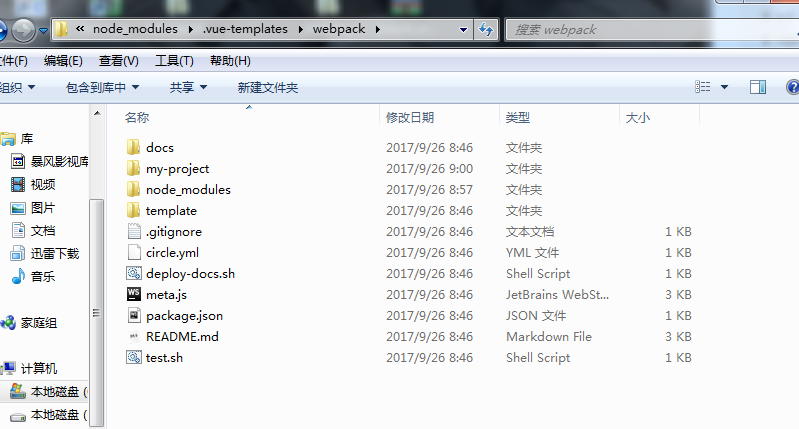 node_modules ▸ .vue-templates ▸ webpack ▸
搜索 webpack
文件(F) 编辑(E) 查看(V) 工具(T) 帮助(H)
组织 包含到库中 共享 新建文件夹
名称 修改日期 类型 大小
库
暴风影视库
视频
图片
文档
迅雷下载
音乐
家庭组
计算机
本地磁盘 (
本地磁盘 (
docs 2017/9/26 8:46 文件夹
my-project 2017/9/26 9:00 文件夹
node_modules 2017/9/26 8:57 文件夹
template 2017/9/26 8:46 文件夹
.gitignore 2017/9/26 8:46 文本文档 1 KB
circle.yml 2017/9/26 8:46 YML 文件 1 KB
deploy-docs.sh 2017/9/26 8:46 Shell Script 1 KB
meta.js 2017/9/26 8:46 JetBrains WebSt... 3 KB
package.json 2017/9/26 8:46 JSON 文件 1 KB
README.md 2017/9/26 8:46 Markdown File 3 KB
test.sh 2017/9/26 8:46 Shell Script 1 KB